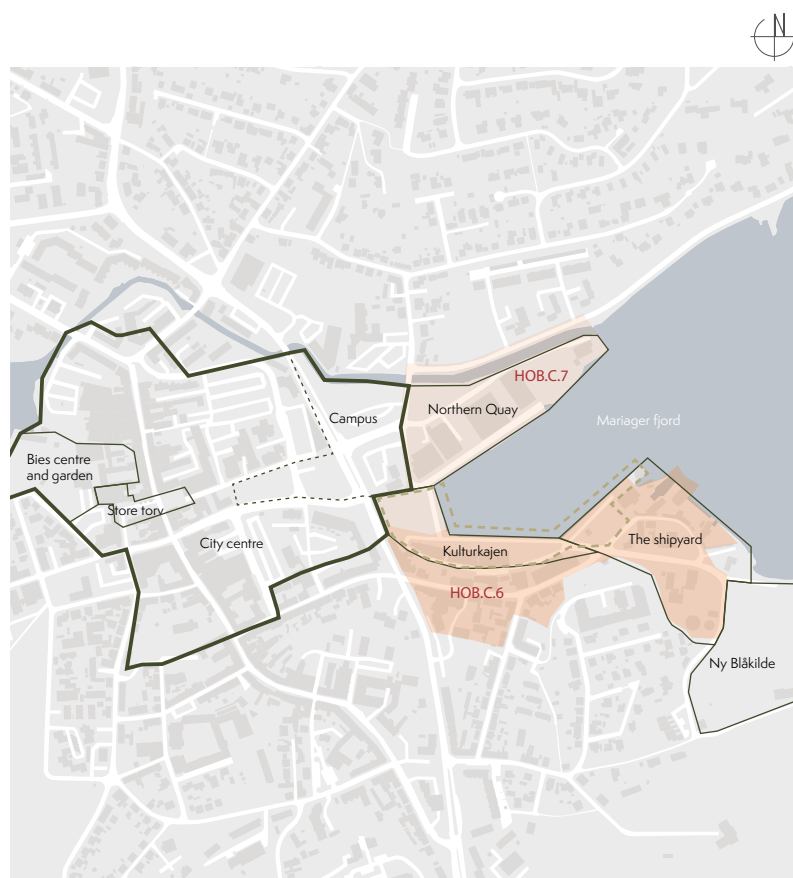 N
HOB.C.7
Northern Quay
Campus
Mariager fjord
Bies centre
and garden
Store torv
City centre
The shipyard
Kulturkajen
HOB.C.6
Ny Blåkilde